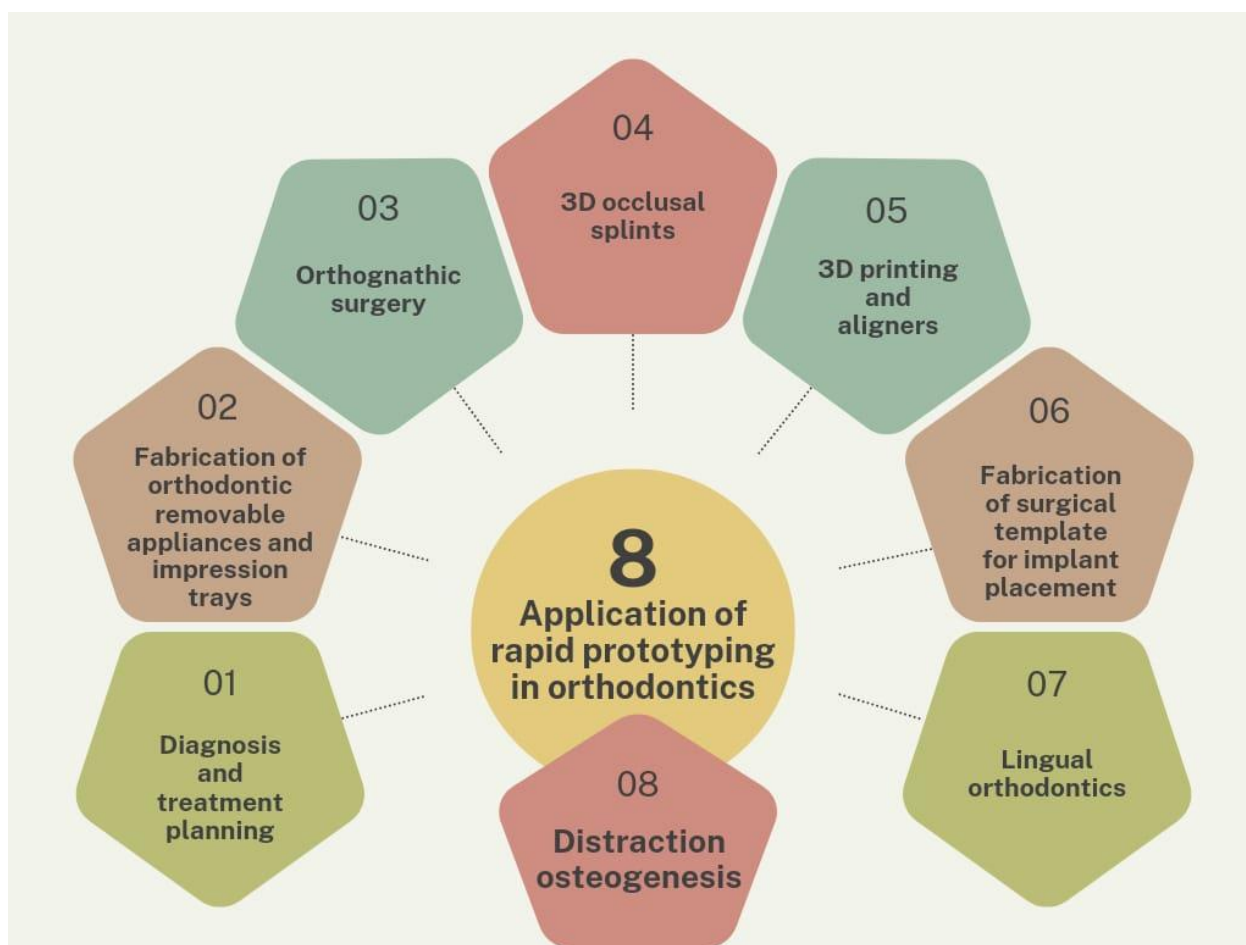 8
Application of
rapid prototyping
in orthodontics
01
Diagnosis
and
treatment
planning
02
Fabrication of
orthodontic
removable
appliances and
impression
trays
03
Orthognathic
surgery
04
3D occlusal
splints
05
3D printing
and
aligners
06
Fabrication
of surgical
template
for implant
placement
07
Lingual
orthodontics
08
Distraction
osteogenesis